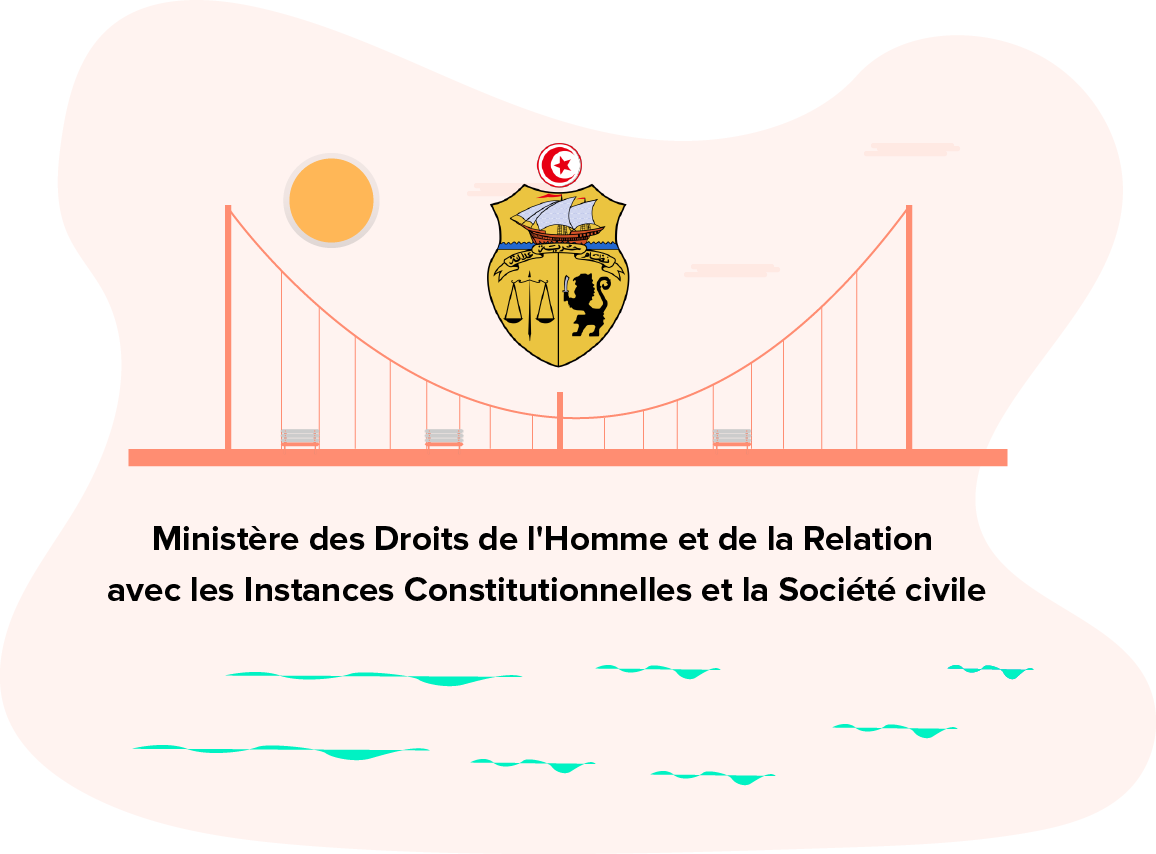 Ministère des Droits de l'Homme et de la Relation
avec les Instances Constitutionnelles et la Société civile